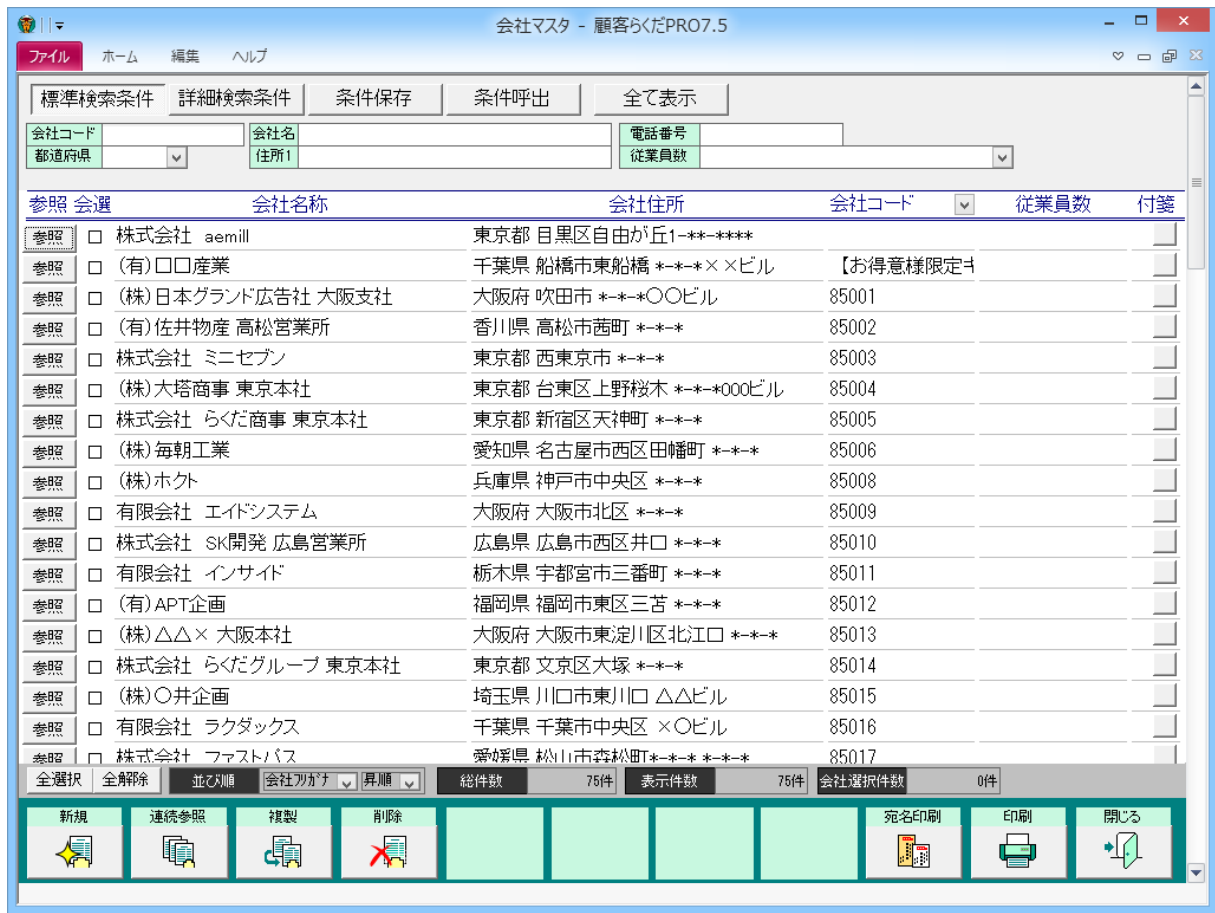 会社マスタ - 顧客らくだPRO7.5
ファイル ホーム 編集 ヘルプ
標準検索条件 詳細検索条件 条件保存 条件呼出 全て表示
会社コード 会社名 電話番号
都道府県 住所1 従業員数
参照 会選 会社名称 会社住所 会社コード 従業員数 付箋
参照 株式会社 aemill 東京都 目黒区自由が丘1-**-****
参照 (有)□□産業 千葉県 船橋市東船橋 *-*-*××ビル 【お得意様限定キ
参照 (株)日本グランド広告社 大阪支社 大阪府 吹田市 *-*-*○○ビル 85001
参照 (有)佐井物産 高松営業所 香川県 高松市茜町 *-*-* 85002
参照 株式会社 ミニセブン 東京都 西東京市 *-*-* 85003
参照 (株)大塔商事 東京本社 東京都 台東区上野桜木 *-*-*000ビル 85004
参照 株式会社 らくだ商事 東京本社 東京都 新宿区天神町 *-*-* 85005
参照 (株)毎朝工業 愛知県 名古屋市西区田幡町 *-*-* 85006
参照 (株)ホクト 兵庫県 神戸市中央区 *-*-* 85008
参照 有限会社 エイドシステム 大阪府 大阪市北区 *-*-* 85009
参照 株式会社 SK開発 広島営業所 広島県 広島市西区井口 *-*-* 85010
参照 有限会社 インサイド 栃木県 宇都宮市三番町 *-*-* 85011
参照 (有)APT企画 福岡県 福岡市東区三苫 *-*-* 85012
参照 (株)△△× 大阪本社 大阪府 大阪市東淀川区北江口 *-*-* 85013
参照 株式会社 らくだグループ 東京本社 東京都 文京区大塚 *-*-* 85014
参照 (株)○井企画 埼玉県 川口市東川口 △△ビル 85015
参照 有限会社 ラクダックス 千葉県 千葉市中央区 ×○ビル 85016
参照 株式会社 ファストパス 愛媛県 松山市森松町*-*-* *-*-* 85017
全選択 全解除 並び順 会社フリガナ 昇順 総件数 75件 表示件数 75件 会社選択件数 0件
新規 連続参照 複製 削除 宛名印刷 印刷 閉じる